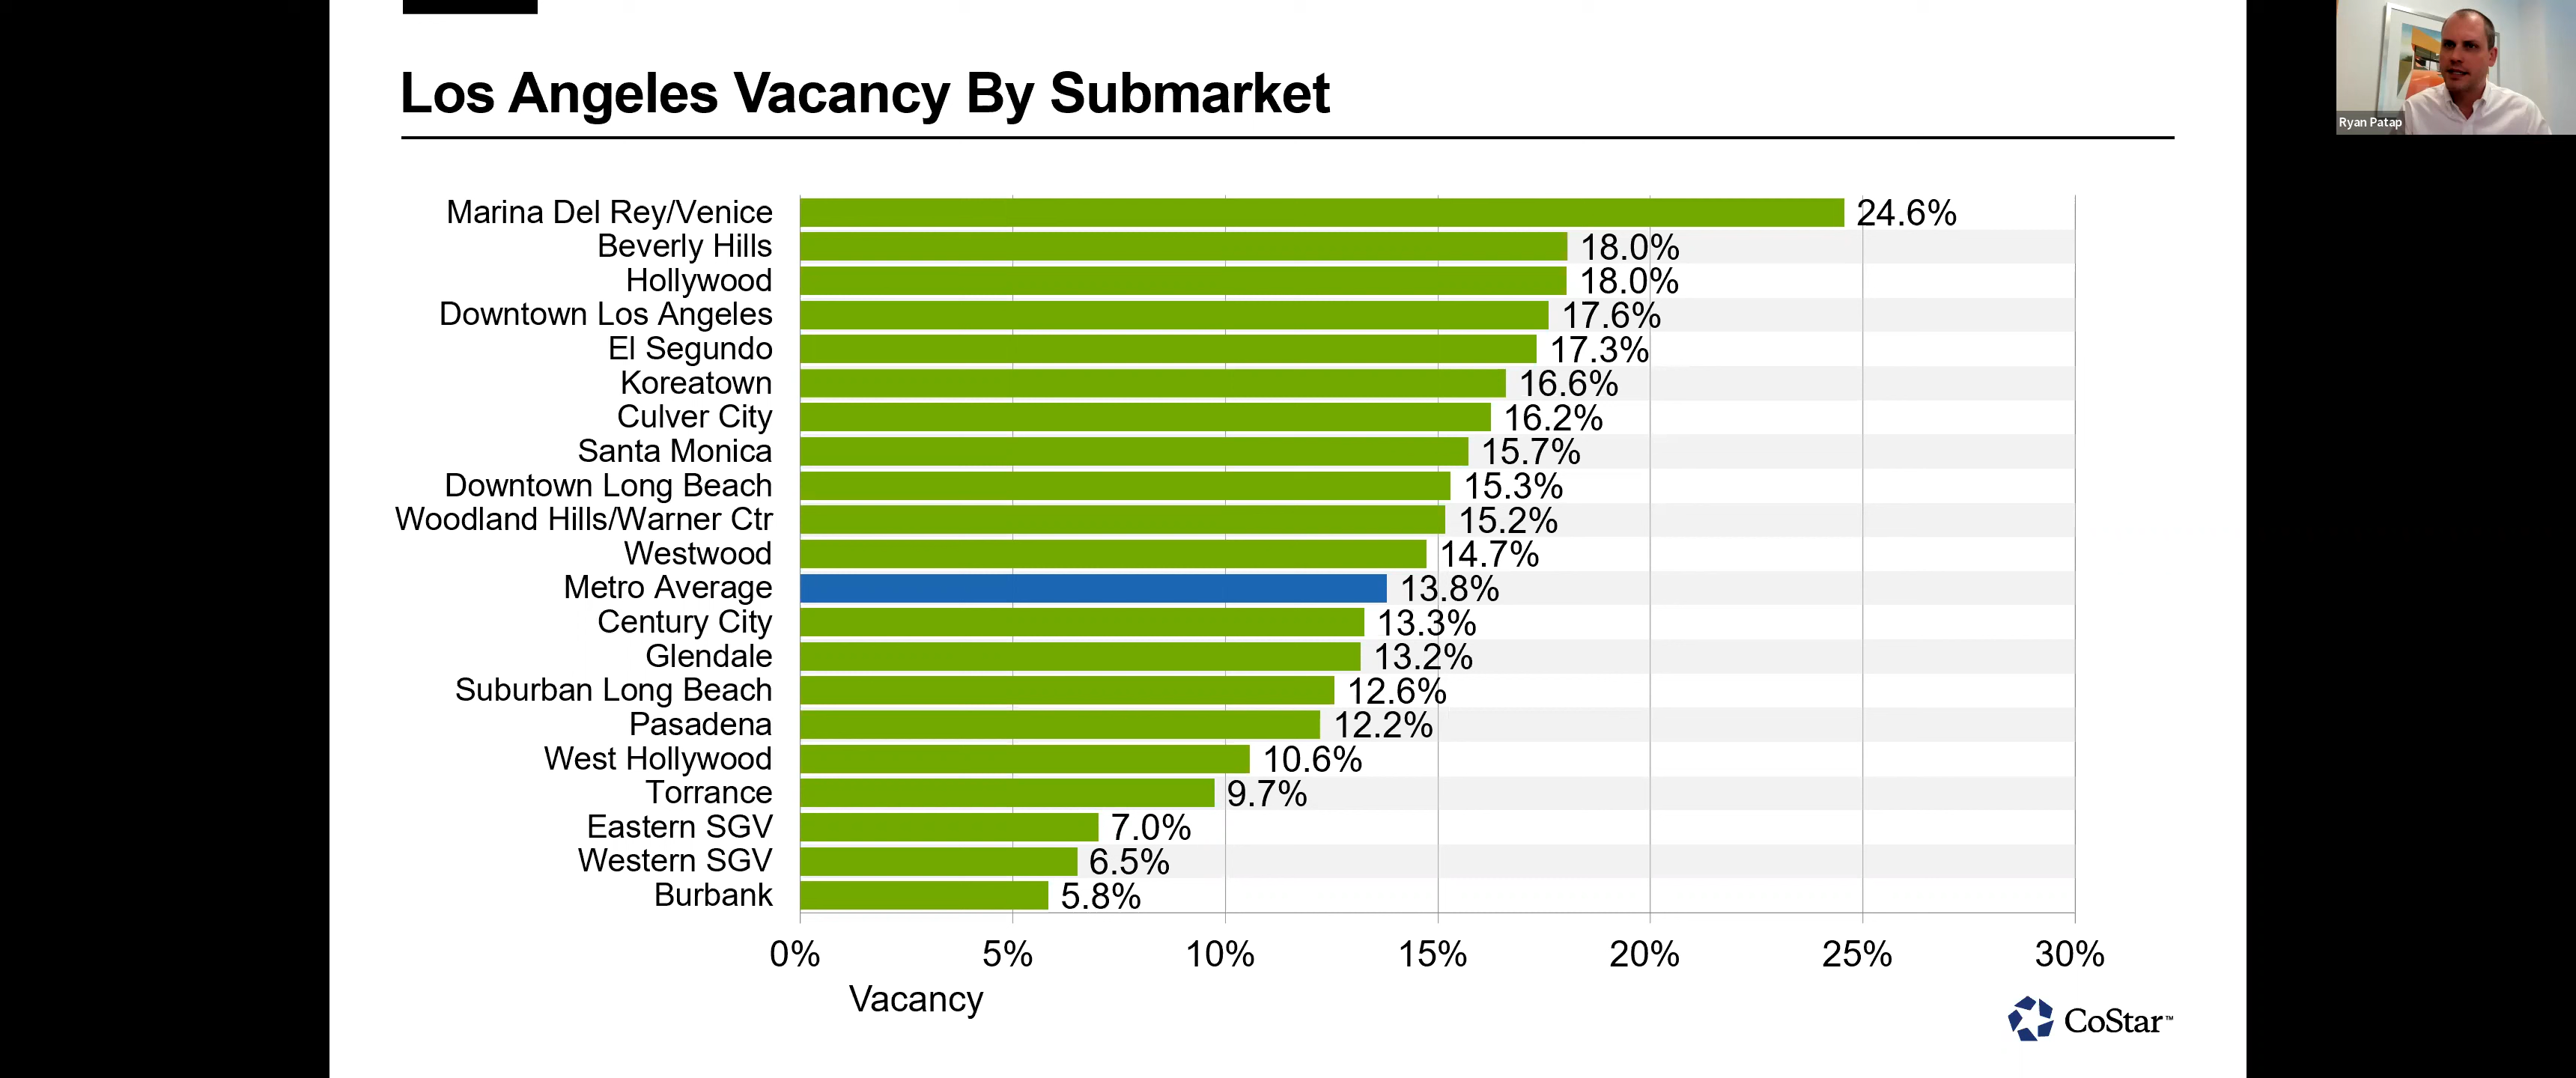 Los Angeles Vacancy By Submarket
Ryan Patap
Marina Del Rey/Venice 24.6%
Beverly Hills 18.0%
Hollywood 18.0%
Downtown Los Angeles 17.6%
El Segundo 17.3%
Koreatown 16.6%
Culver City 16.2%
Santa Monica 15.7%
Downtown Long Beach 15.3%
Woodland Hills/Warner Ctr 15.2%
Westwood 14.7%
Metro Average 13.8%
Century City 13.3%
Glendale 13.2%
Suburban Long Beach 12.6%
Pasadena 12.2%
West Hollywood 10.6%
Torrance 9.7%
Eastern SGV 7.0%
Western SGV 6.5%
Burbank 5.8%
0% 5% 10% 15% 20% 25% 30%
Vacancy
CoStar™